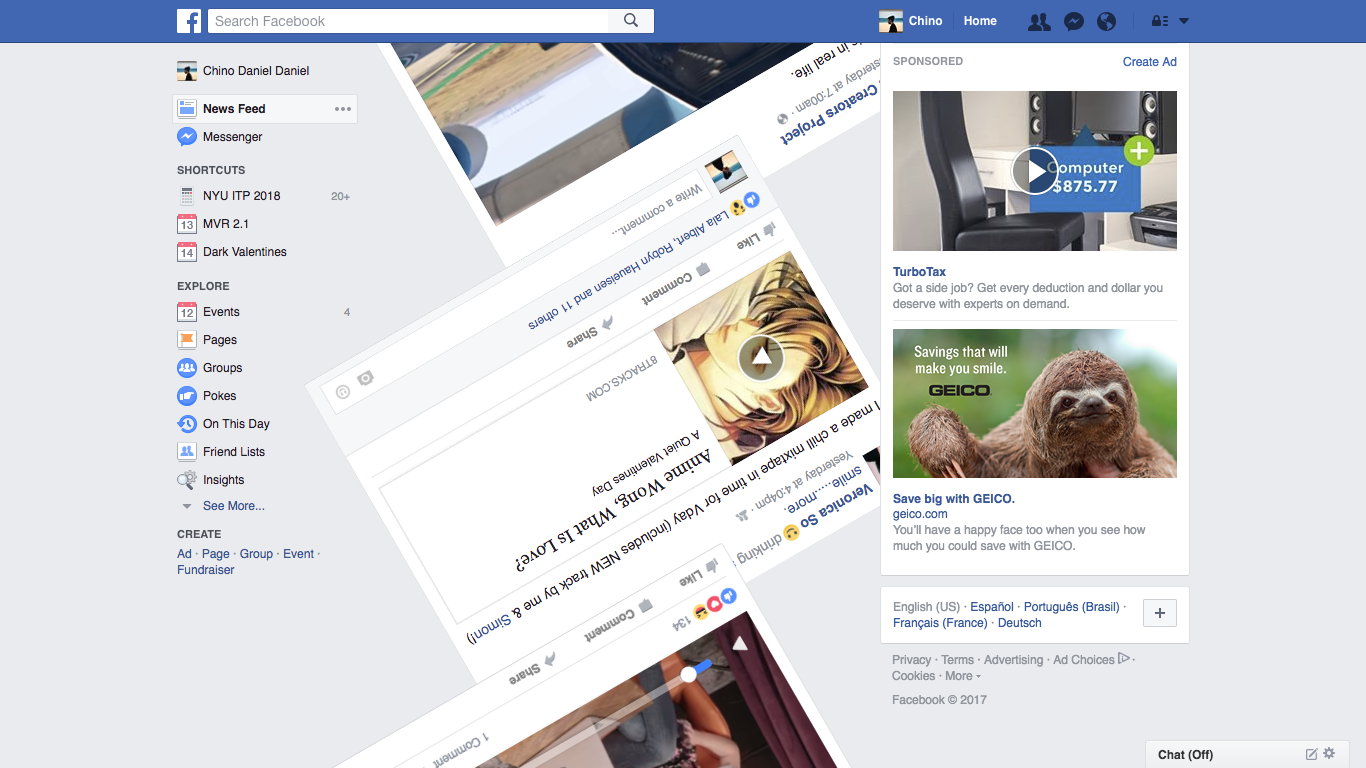 Search Facebook
Chino
Home
Chino Daniel Daniel
News Feed
Messenger
SHORTCUTS
NYU ITP 2018 20+
13 MVR 2.1
14 Dark Valentines
EXPLORE
12 Events 4
Pages
Groups
Pokes
On This Day
Friend Lists
Insights
See More...
CREATE
Ad · Page · Group · Event ·
Fundraiser
Creators Project
Yesterday at 7:00am ·
in real life.
Write a comment...
Lala Albert, Robyn Haueisen and 11 others
Like Comment Share
8TRACKS.COM
A Quiet Valentines Day
Anime Wong, What Is Love?
I made a chill mixtape in time for Vday (includes NEW track by me & Simon!)
Yesterday at 4:04pm ·
smile......more.
Veronica So drinking
Like Comment Share
134
1 Comment
SPONSORED
Create Ad
Computer
$875.77
TurboTax
Got a side job? Get every deduction and dollar you
deserve with experts on demand.
Savings that will
make you smile.
GEICO
Save big with GEICO.
geico.com
You'll have a happy face too when you see how
much you could save with GEICO.
English (US) · Español · Português (Brasil) ·
Français (France) · Deutsch
Privacy · Terms · Advertising · Ad Choices ·
Cookies · More
Facebook © 2017
Chat (Off)